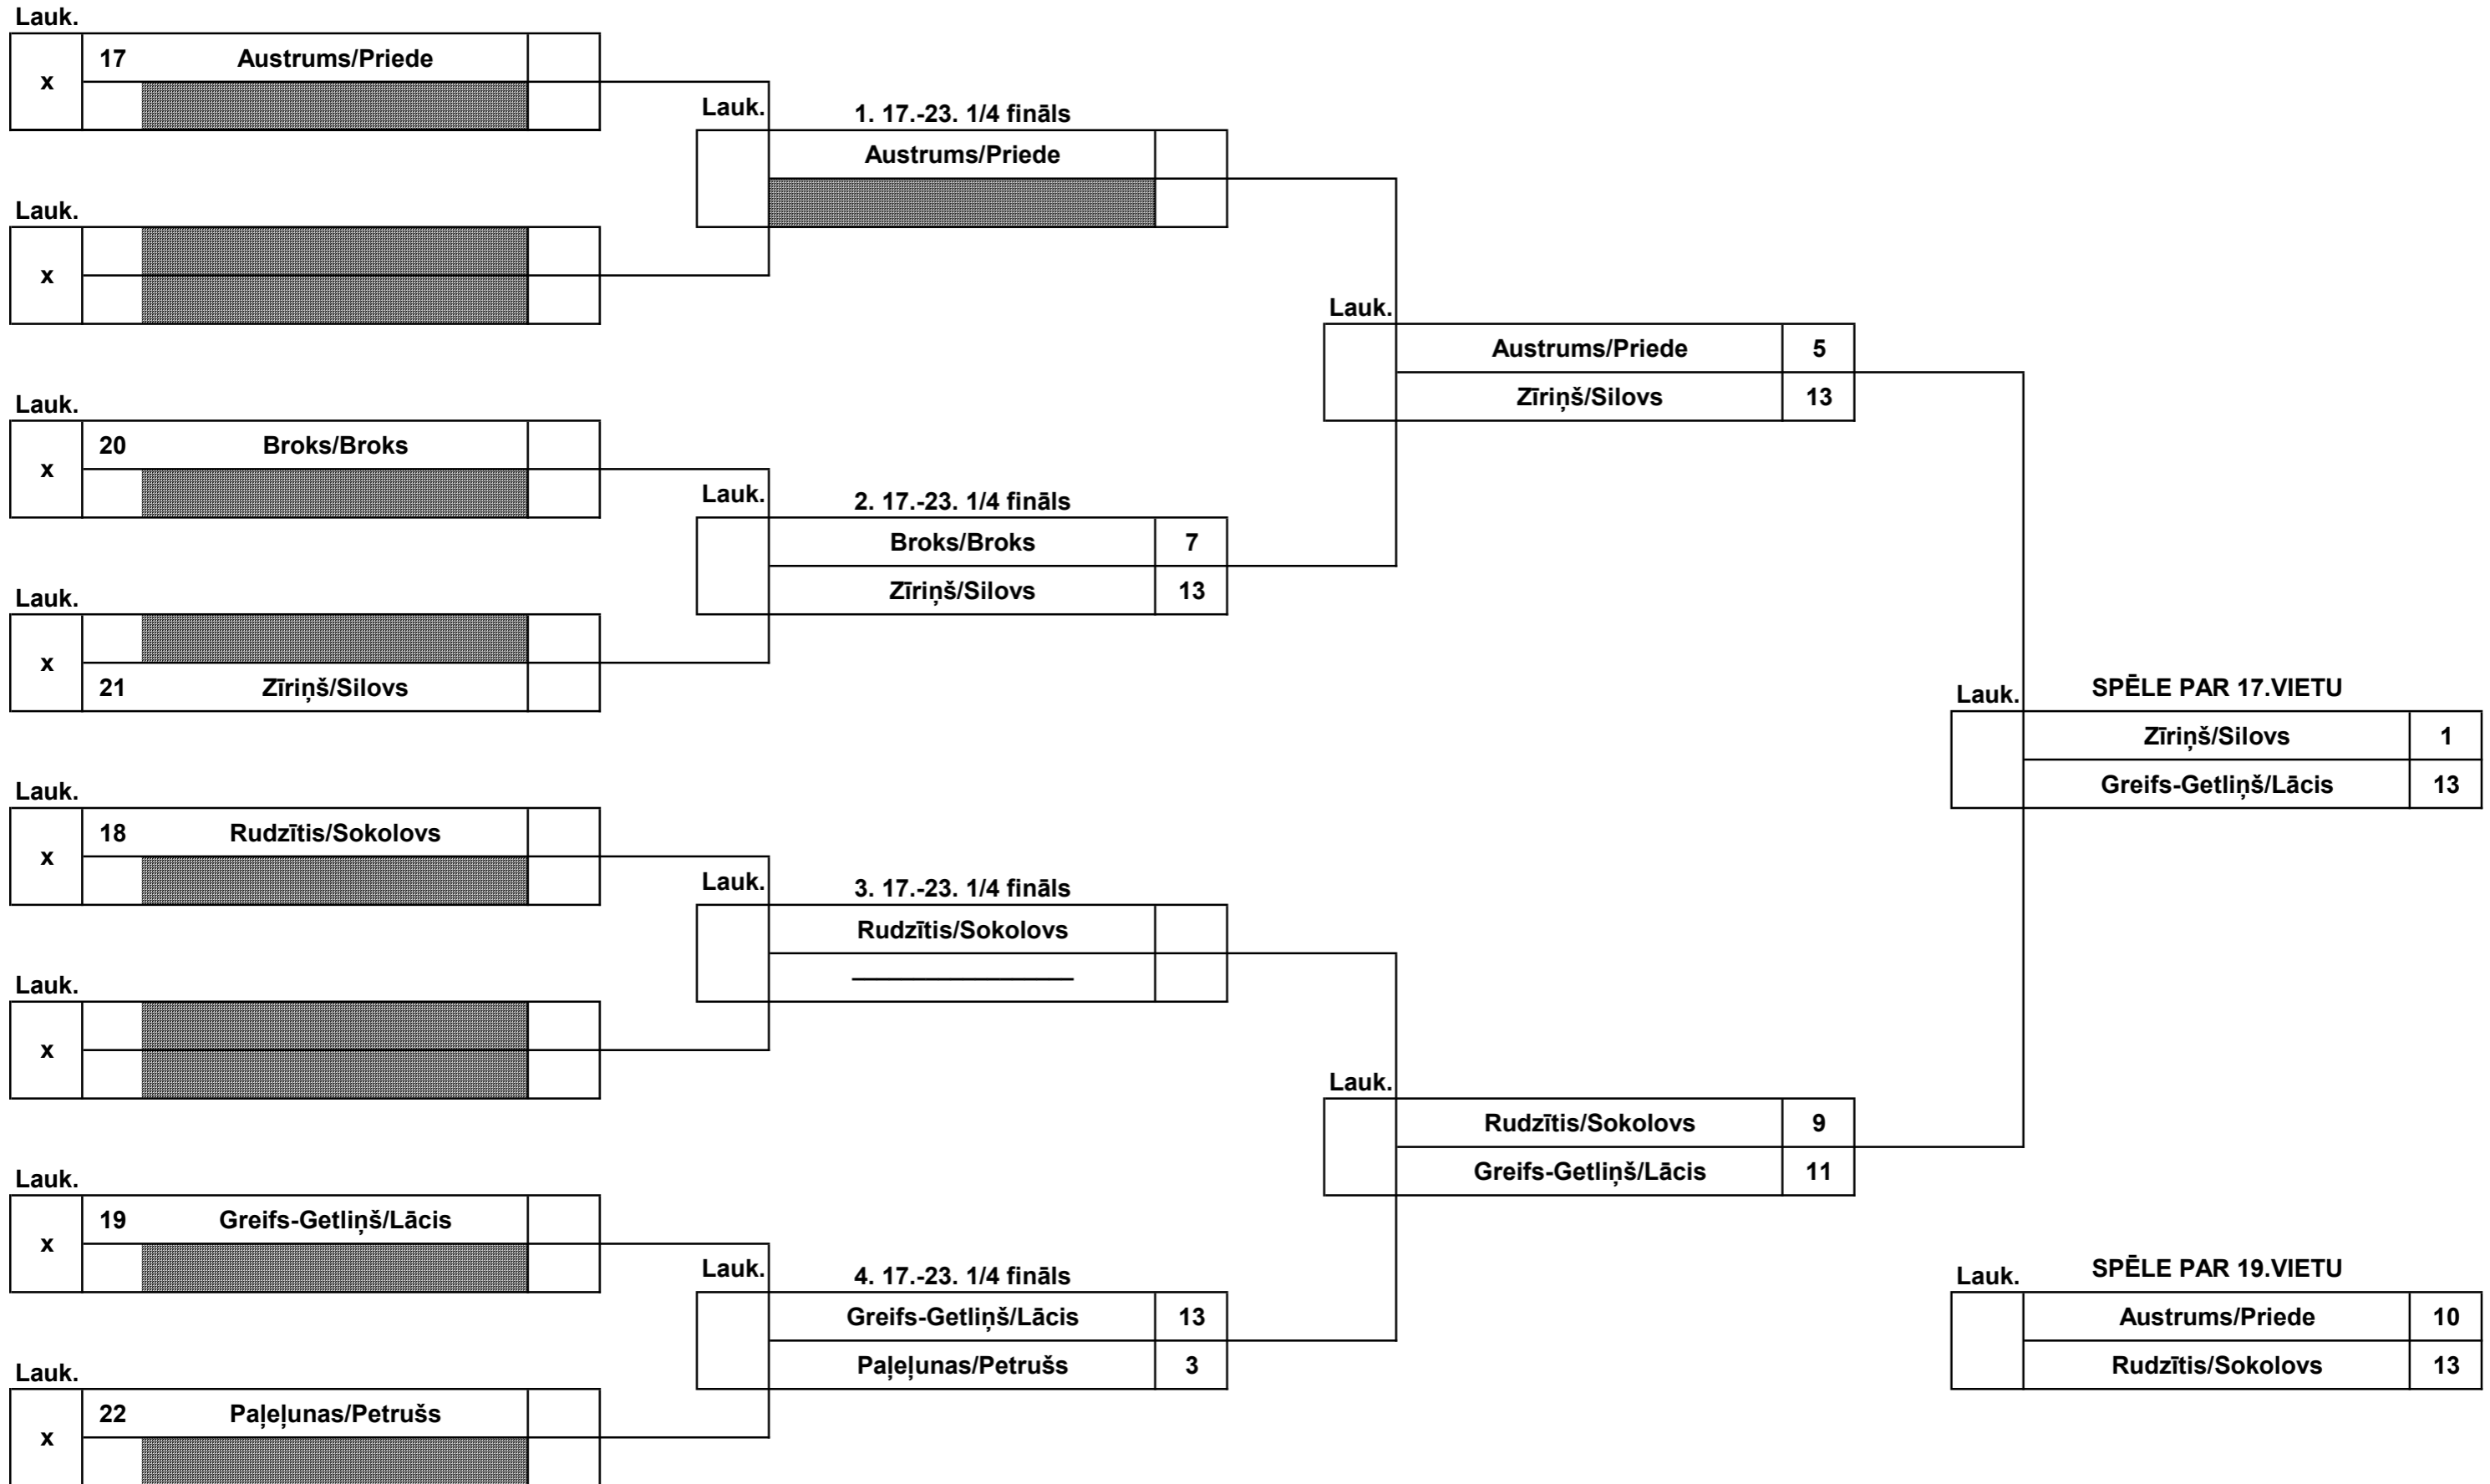 Lauk.
x
17 Austrums/Priede
Lauk.
x
Lauk.
x
20 Broks/Broks
Lauk.
x
21 Zīriņš/Silovs
Lauk.
x
18 Rudzītis/Sokolovs
Lauk.
x
Lauk.
x
19 Greifs-Getliņš/Lācis
Lauk.
x
22 Paļeļunas/Petrušs
Lauk. 1. 17.-23. 1/4 fināls
Austrums/Priede
Lauk. 2. 17.-23. 1/4 fināls
Broks/Broks 7
Zīriņš/Silovs 13
Lauk. 3. 17.-23. 1/4 fināls
Rudzītis/Sokolovs
Lauk. 4. 17.-23. 1/4 fināls
Greifs-Getliņš/Lācis 13
Paļeļunas/Petrušs 3
Lauk.
Austrums/Priede 5
Zīriņš/Silovs 13
Lauk.
Rudzītis/Sokolovs 9
Greifs-Getliņš/Lācis 11
Lauk. SPĒLE PAR 17.VIETU
Zīriņš/Silovs 1
Greifs-Getliņš/Lācis 13
Lauk. SPĒLE PAR 19.VIETU
Austrums/Priede 10
Rudzītis/Sokolovs 13